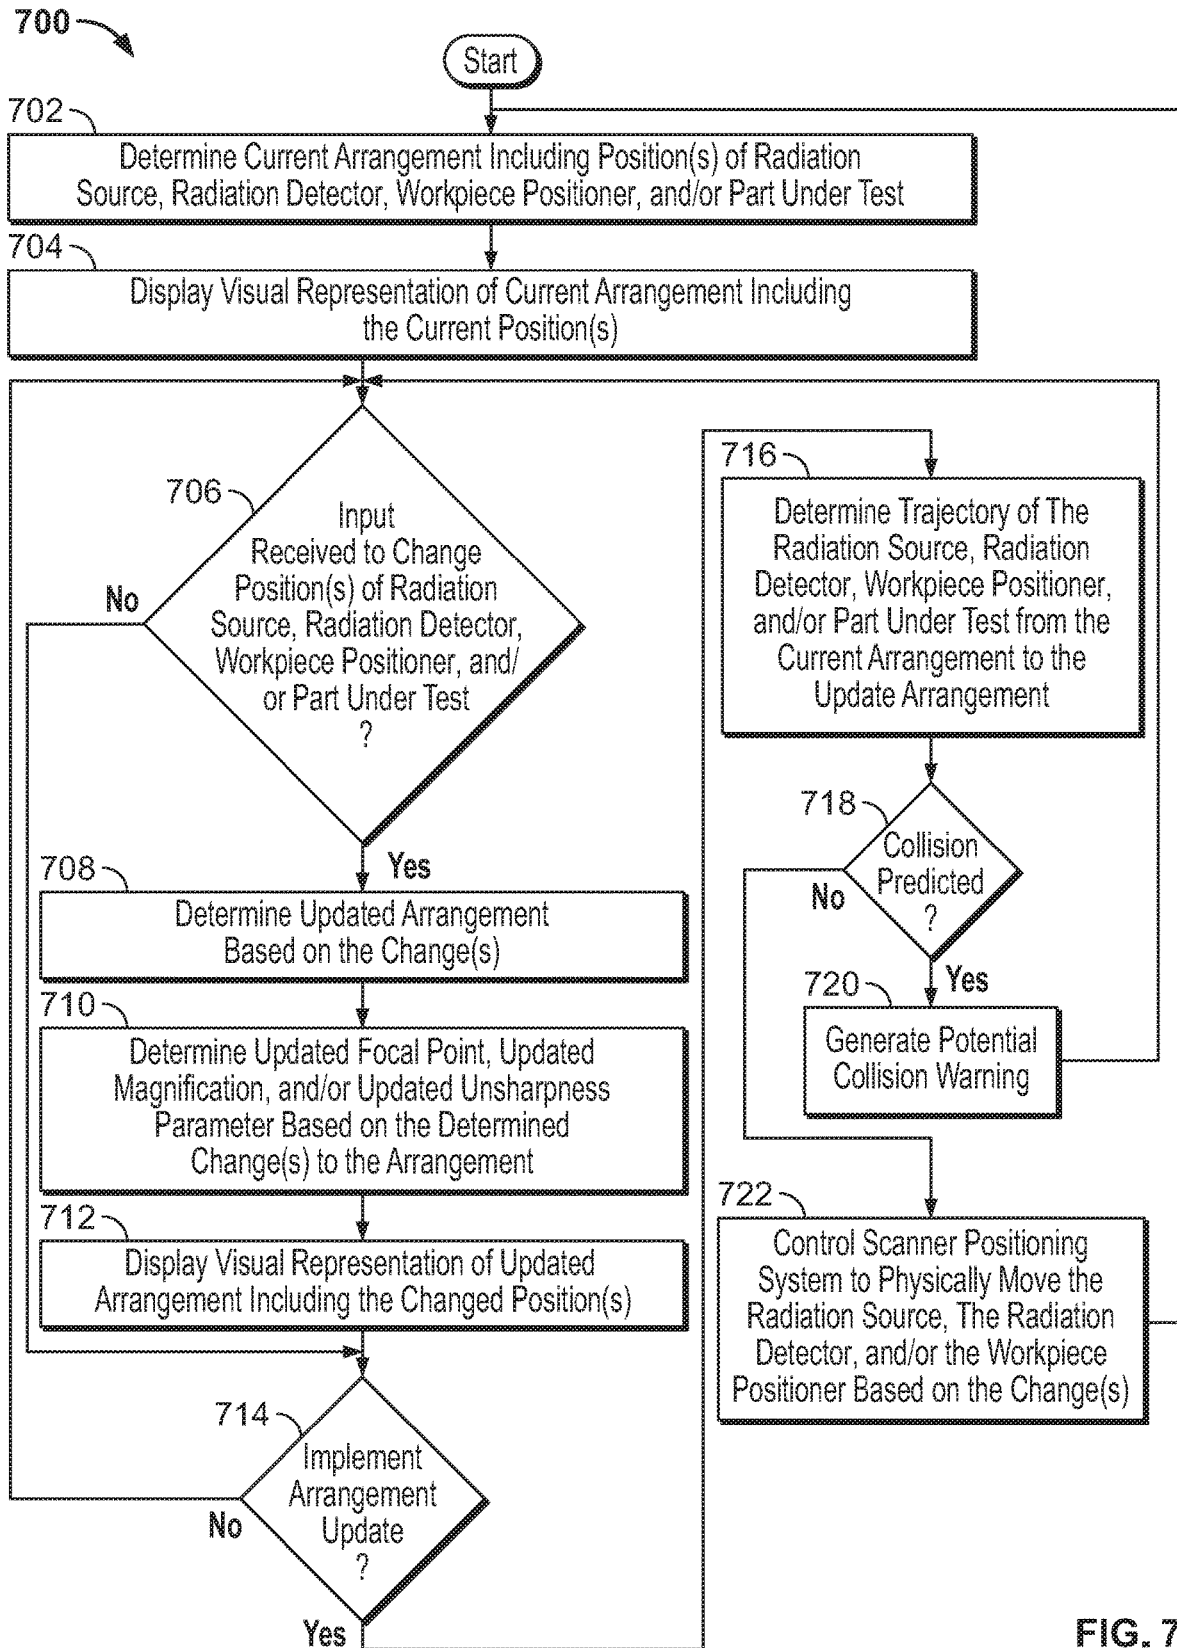 700
Start
702
Determine Current Arrangement Including Position(s) of Radiation
Source, Radiation Detector, Workpiece Positioner, and/or Part Under Test
704
Display Visual Representation of Current Arrangement Including
the Current Position(s)
706
Input
Received to Change
Position(s) of Radiation
Source, Radiation Detector,
Workpiece Positioner, and/
or Part Under Test
?
No
Yes
708
Determine Updated Arrangement
Based on the Change(s)
710
Determine Updated Focal Point, Updated
Magnification, and/or Updated Unsharpness
Parameter Based on the Determined
Change(s) to the Arrangement
712
Display Visual Representation of Updated
Arrangement Including the Changed Position(s)
714
Implement
Arrangement
Update
?
No
Yes
716
Determine Trajectory of The
Radiation Source, Radiation
Detector, Workpiece Positioner,
and/or Part Under Test from the
Current Arrangement to the
Update Arrangement
718
Collision
Predicted
?
No
Yes
720
Generate Potential
Collision Warning
722
Control Scanner Positioning
System to Physically Move the
Radiation Source, The Radiation
Detector, and/or the Workpiece
Positioner Based on the Change(s)
FIG. 7